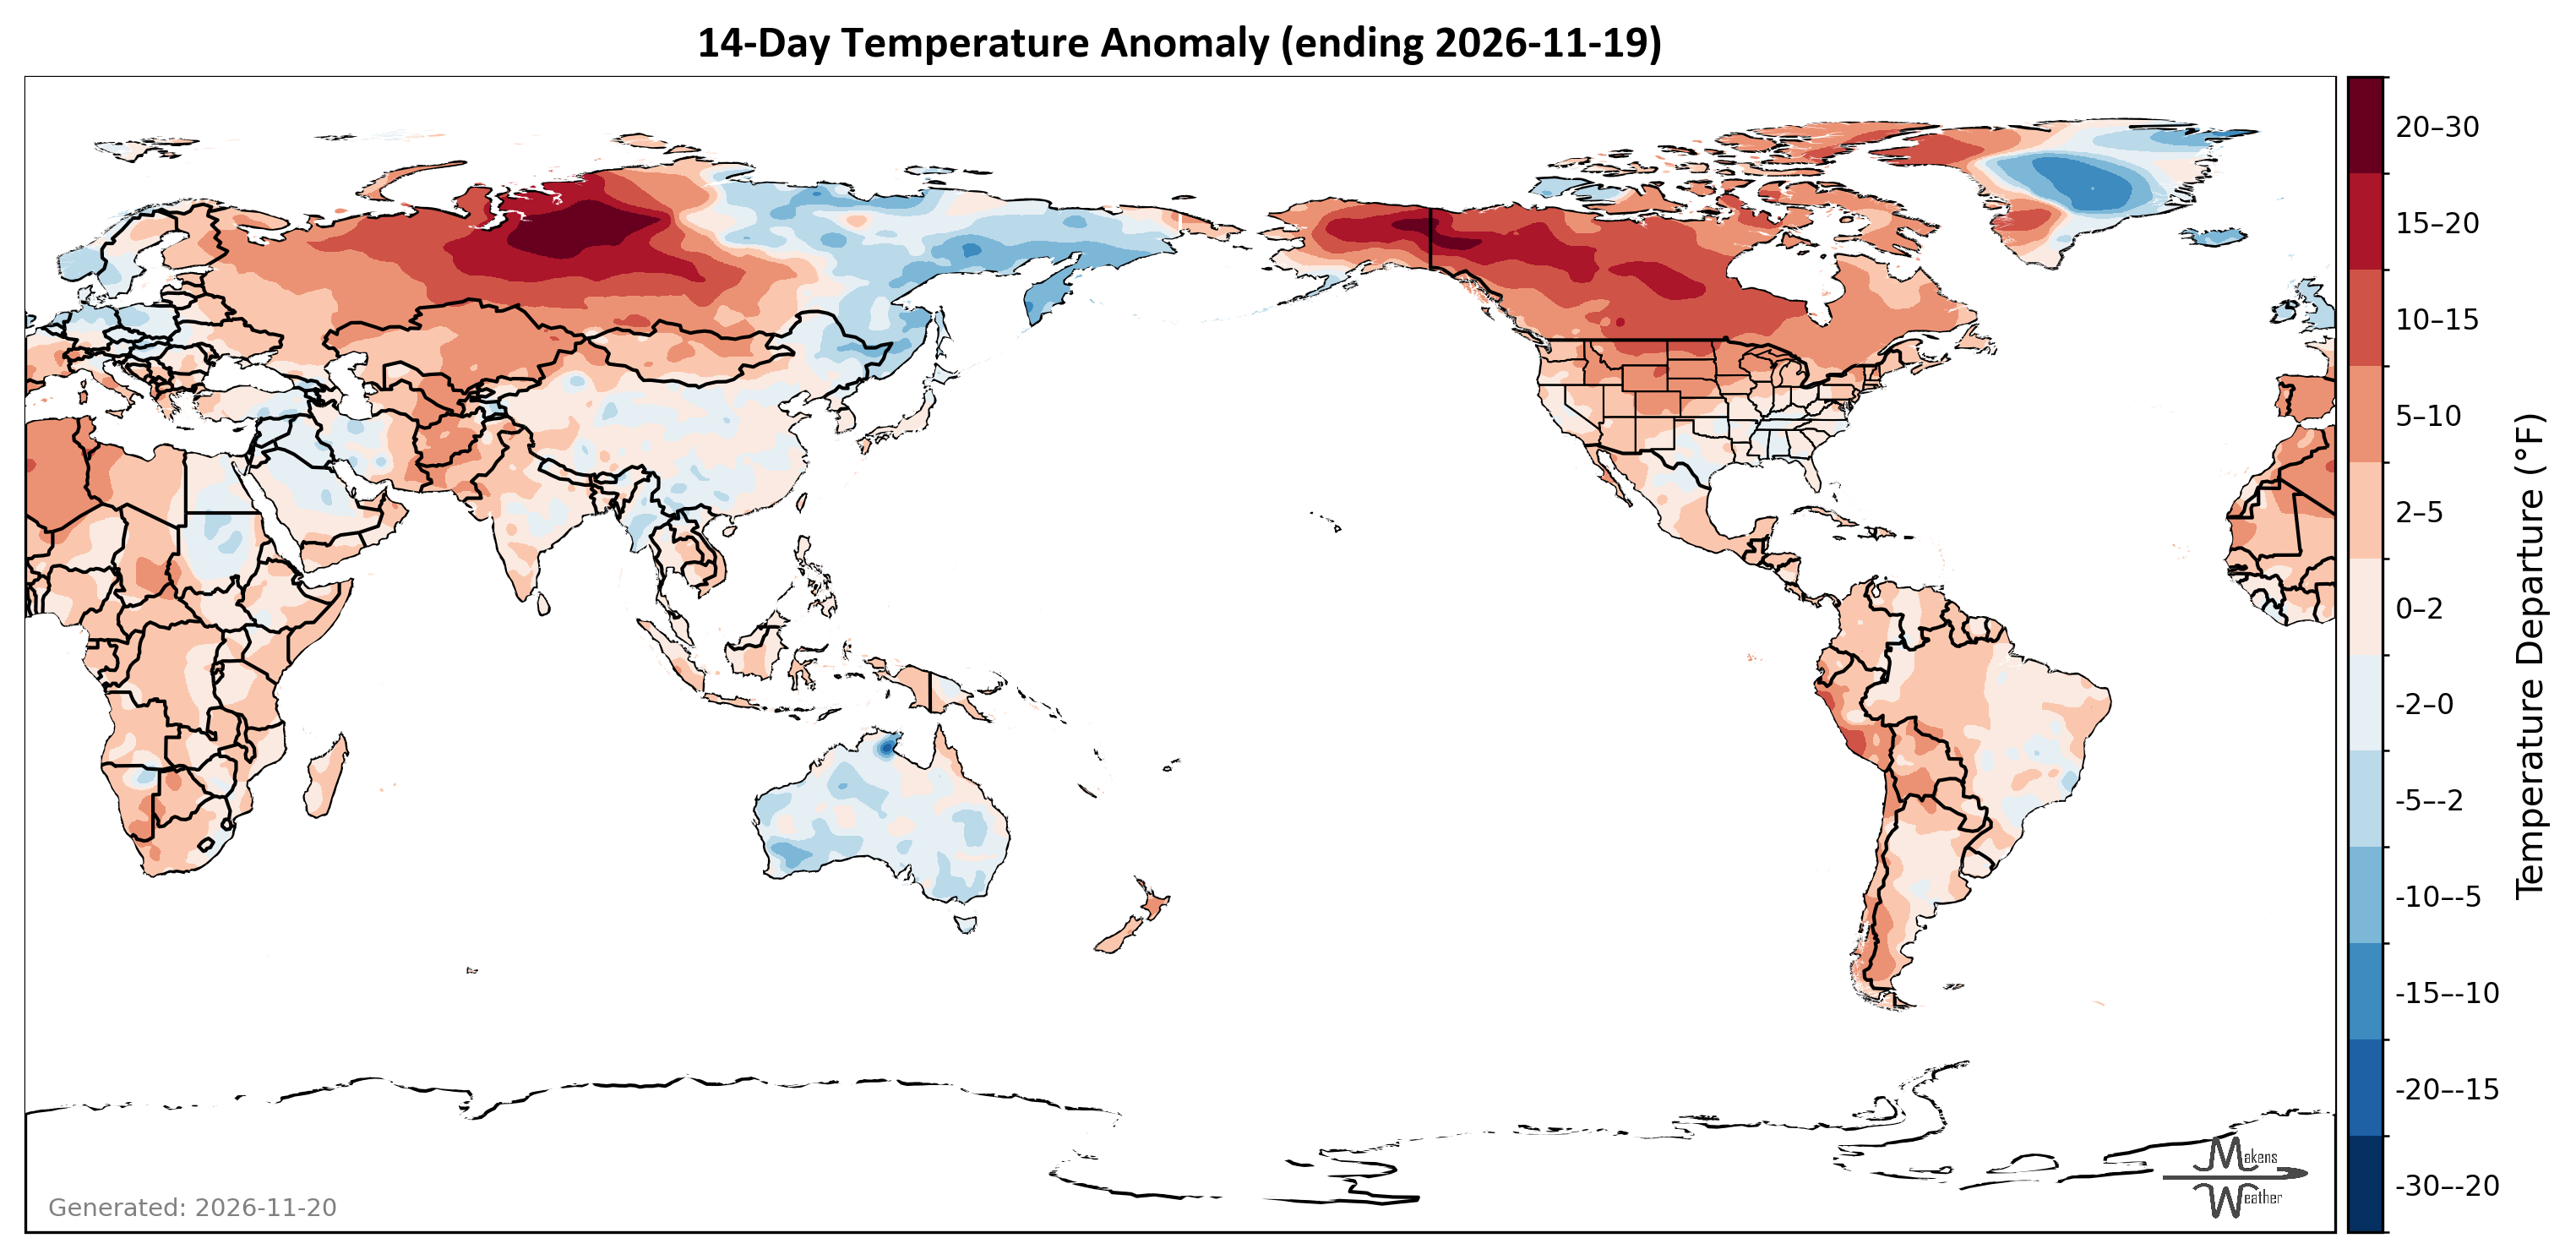 14-Day Temperature Anomaly (ending 2026-11-19)
20–30
15–20
10–15
5–10
2–5
0–2
-2–0
-5–-2
-10–-5
-15–-10
-20–-15
-30–-20
Temperature Departure (°F)
Generated: 2026-11-20
Makens
Weather